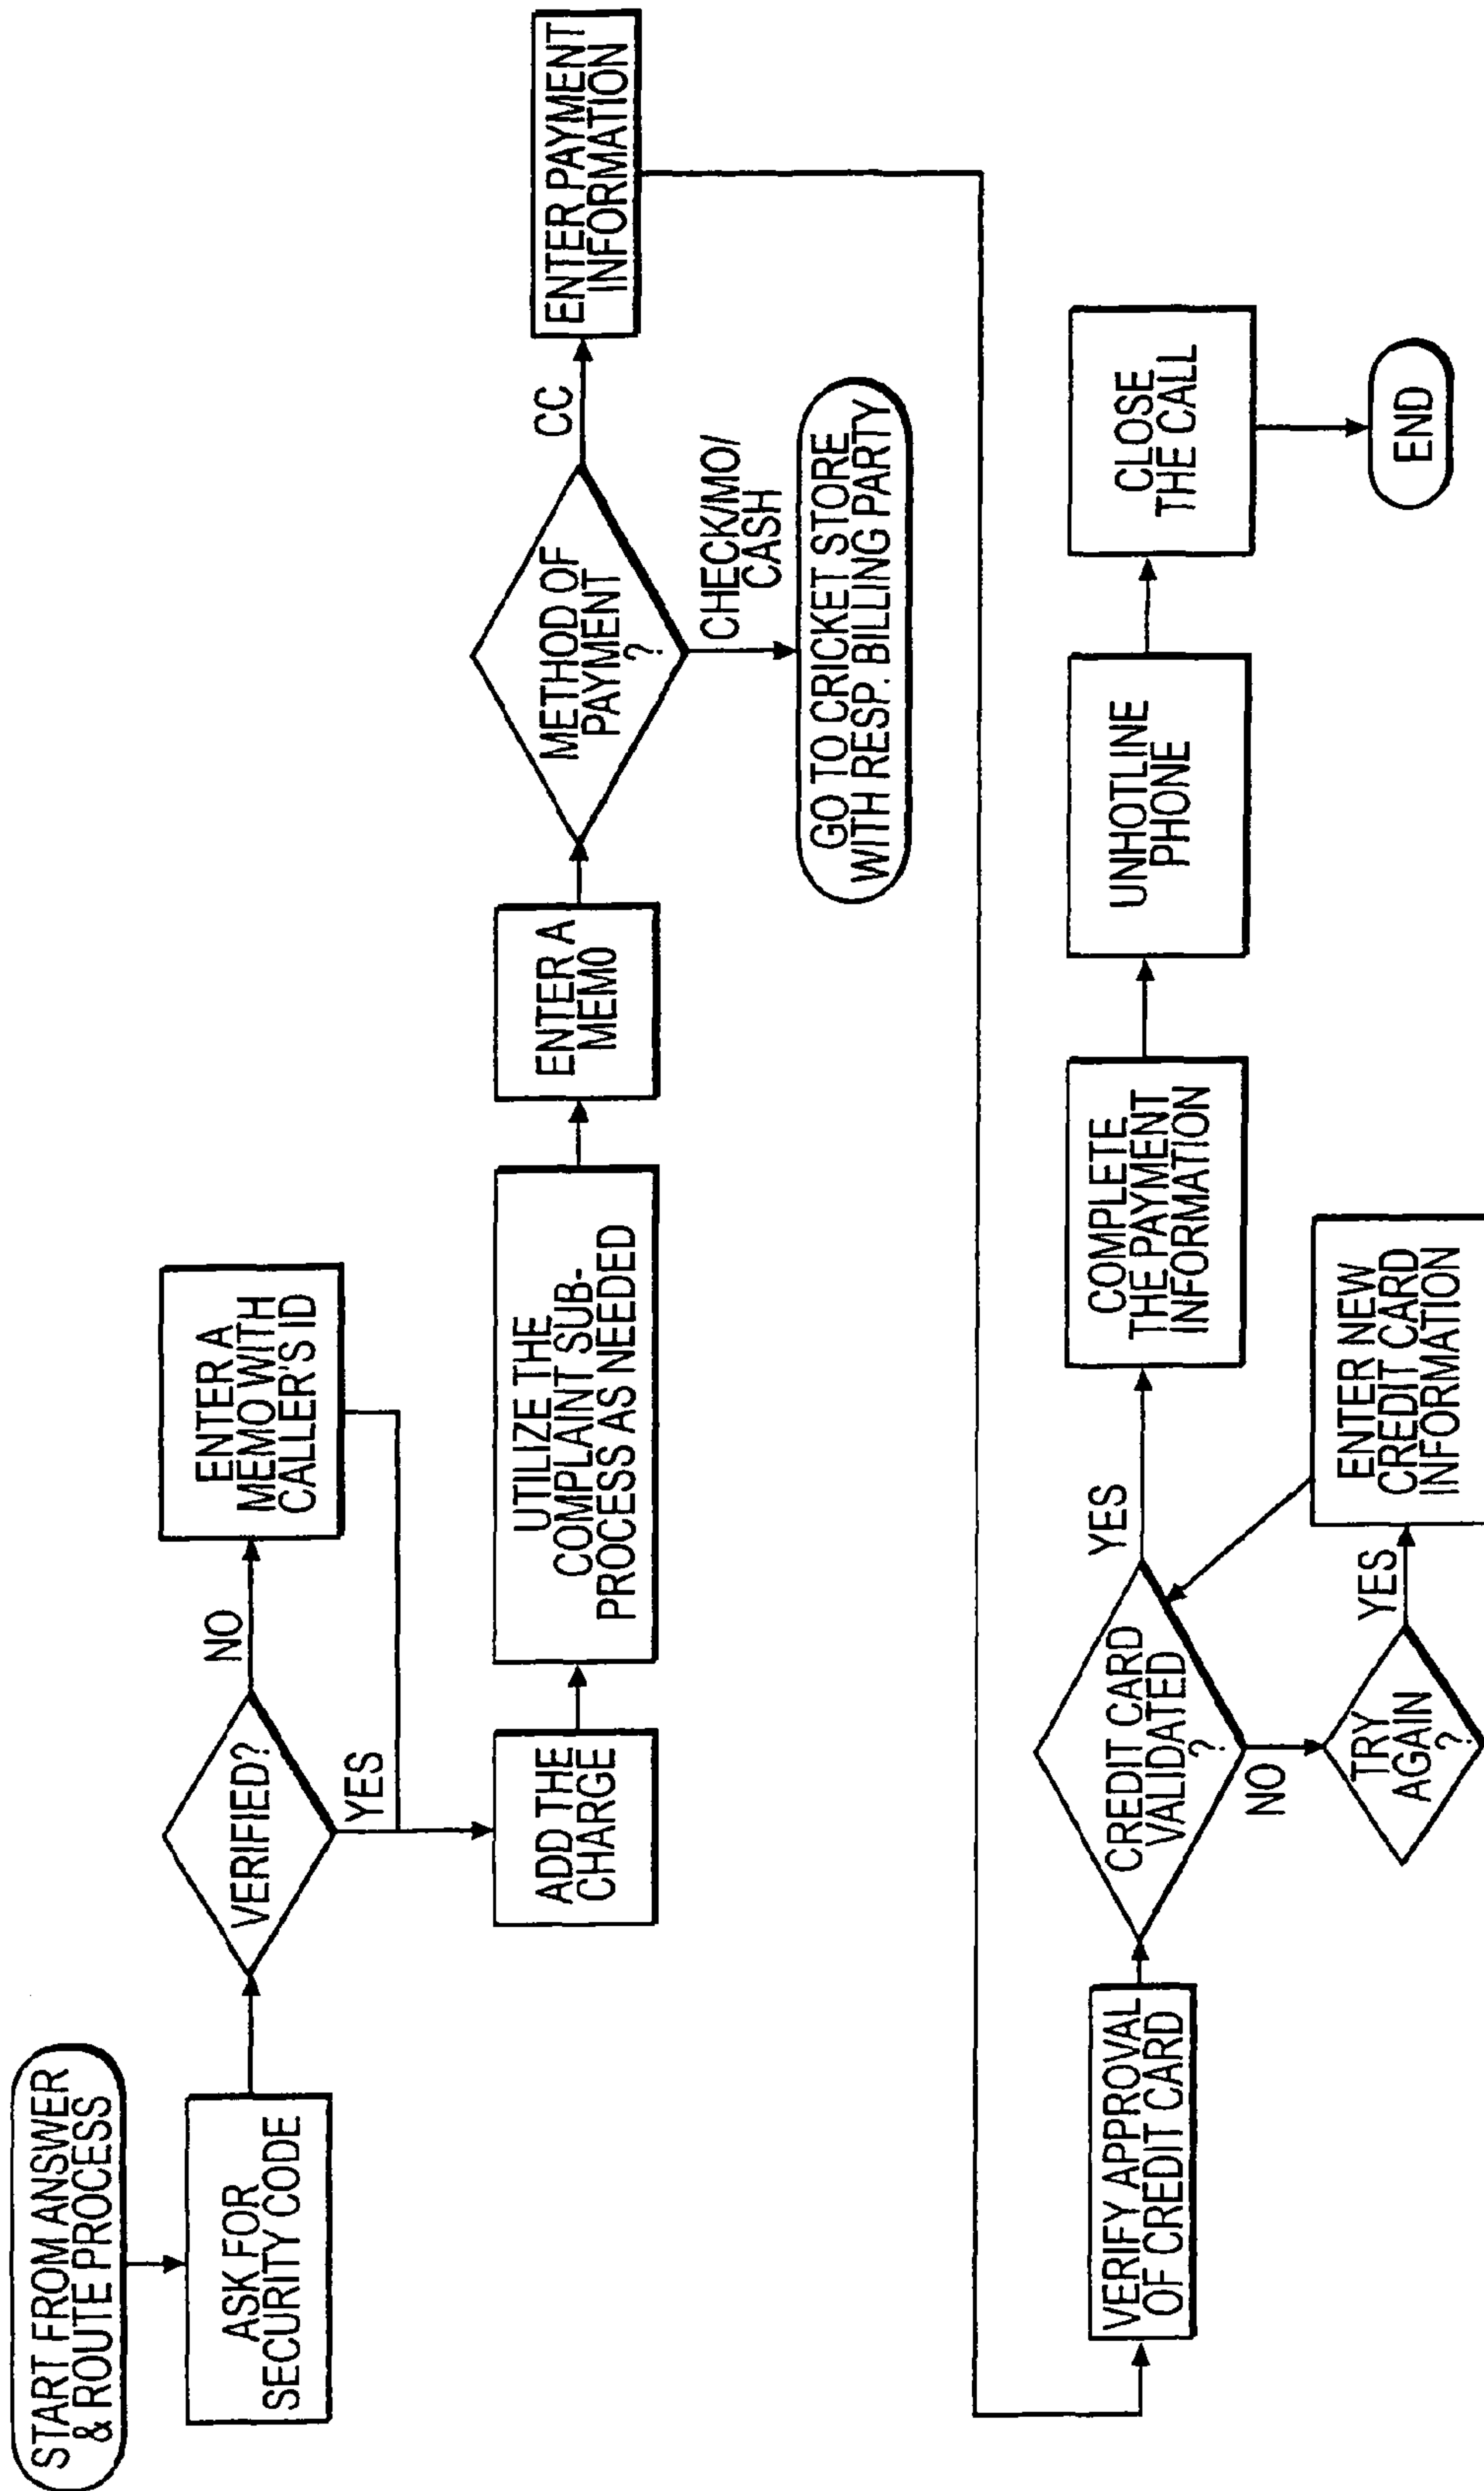 START FROM ANSWER
& ROUTE PROCESS
ASK FOR
SECURITY CODE
VERIFIED?
NO
ENTER A
MEMO WITH
CALLER'S ID
YES
ADD THE
CHARGE
UTILIZE THE
COMPLAINT SUB-
PROCESS AS NEEDED
ENTER A
MEMO
METHOD OF
PAYMENT
?
CC
ENTER PAYMENT
INFORMATION
CHECK/MO/
CASH
GO TO CRICKET STORE
WITH RESP. BILLING PARTY
VERIFY APPROVAL
OF CREDIT CARD
CREDIT CARD
VALIDATED
?
YES
COMPLETE
THE PAYMENT
INFORMATION
UNHOTLINE
PHONE
CLOSE
THE CALL
END
NO
TRY
AGAIN
?
YES
ENTER NEW
CREDIT CARD
INFORMATION